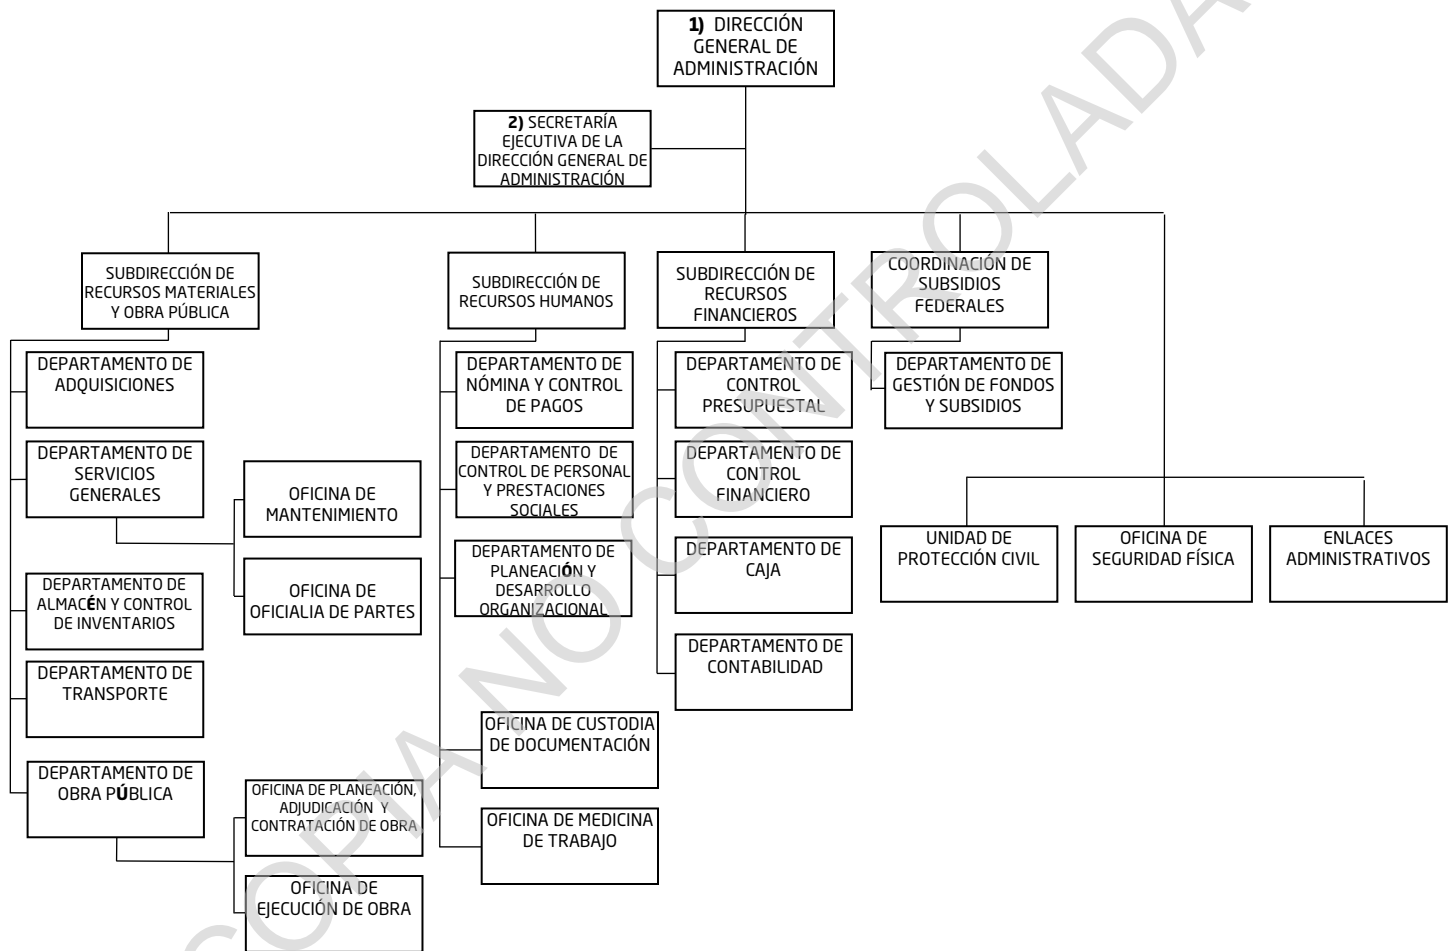 1) DIRECCIÓN
GENERAL DE
ADMINISTRACIÓN
2) SECRETARÍA
EJECUTIVA DE LA
DIRECCIÓN GENERAL DE
ADMINISTRACIÓN
SUBDIRECCIÓN DE
RECURSOS MATERIALES
Y OBRA PÚBLICA
SUBDIRECCIÓN DE
RECURSOS HUMANOS
SUBDIRECCIÓN DE
RECURSOS
FINANCIEROS
COORDINACIÓN DE
SUBSIDIOS
FEDERALES
DEPARTAMENTO DE
ADQUISICIONES
DEPARTAMENTO DE
SERVICIOS
GENERALES
OFICINA DE
MANTENIMIENTO
OFICINA DE
OFICIALIA DE PARTES
DEPARTAMENTO DE
ALMACÉN Y CONTROL
DE INVENTARIOS
DEPARTAMENTO DE
TRANSPORTE
DEPARTAMENTO DE
OBRA PÚBLICA
OFICINA DE PLANEACIÓN,
ADJUDICACIÓN Y
CONTRATACIÓN DE OBRA
OFICINA DE
EJECUCIÓN DE OBRA
DEPARTAMENTO DE
NÓMINA Y CONTROL
DE PAGOS
DEPARTAMENTO DE
CONTROL DE PERSONAL
Y PRESTACIONES
SOCIALES
DEPARTAMENTO DE
PLANEACIÓN Y
DESARROLLO
ORGANIZACIONAL
OFICINA DE CUSTODIA
DE DOCUMENTACIÓN
OFICINA DE MEDICINA
DE TRABAJO
DEPARTAMENTO DE
CONTROL
PRESUPUESTAL
DEPARTAMENTO DE
CONTROL
FINANCIERO
DEPARTAMENTO DE
CAJA
DEPARTAMENTO DE
CONTABILIDAD
DEPARTAMENTO DE
GESTIÓN DE FONDOS
Y SUBSIDIOS
UNIDAD DE
PROTECCIÓN CIVIL
OFICINA DE
SEGURIDAD FÍSICA
ENLACES
ADMINISTRATIVOS
COPIA NO CONTROLADA